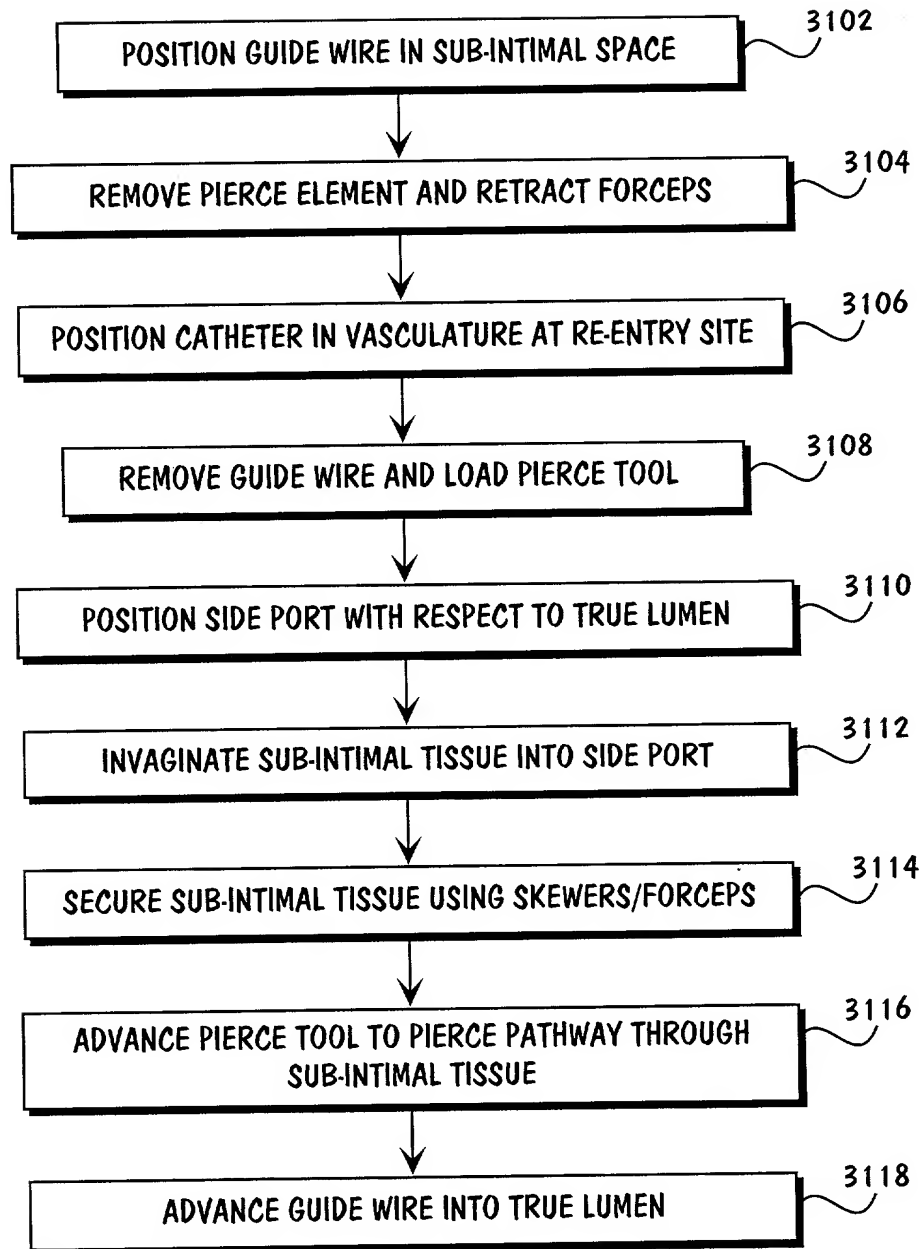 3102
POSITION GUIDE WIRE IN SUB-INTIMAL SPACE
3104
REMOVE PIERCE ELEMENT AND RETRACT FORCEPS
3106
POSITION CATHETER IN VASCULATURE AT RE-ENTRY SITE
3108
REMOVE GUIDE WIRE AND LOAD PIERCE TOOL
3110
POSITION SIDE PORT WITH RESPECT TO TRUE LUMEN
3112
INVAGINATE SUB-INTIMAL TISSUE INTO SIDE PORT
3114
SECURE SUB-INTIMAL TISSUE USING SKEWERS/FORCEPS
3116
ADVANCE PIERCE TOOL TO PIERCE PATHWAY THROUGH
SUB-INTIMAL TISSUE
3118
ADVANCE GUIDE WIRE INTO TRUE LUMEN